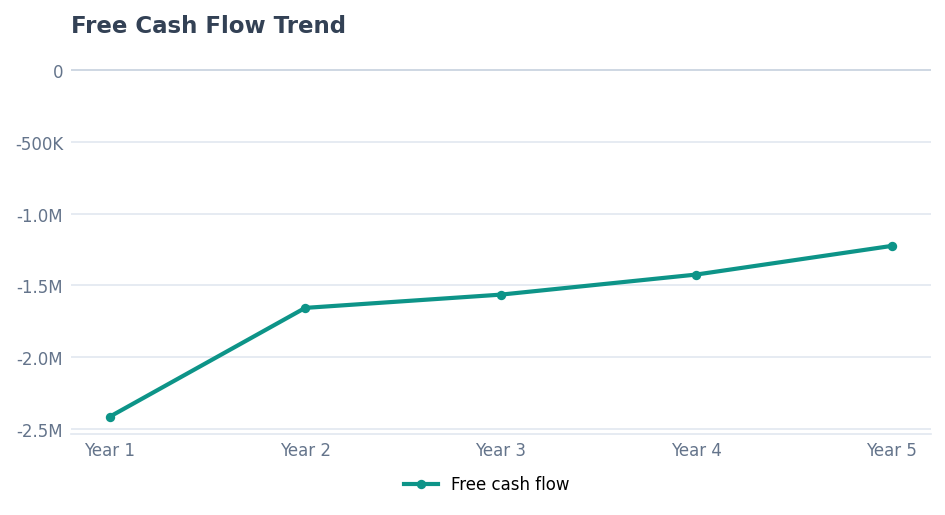 Free Cash Flow Trend
0
-500K
-1.0M
-1.5M
-2.0M
-2.5M
Year 1 Year 2 Year 3 Year 4 Year 5
Free cash flow